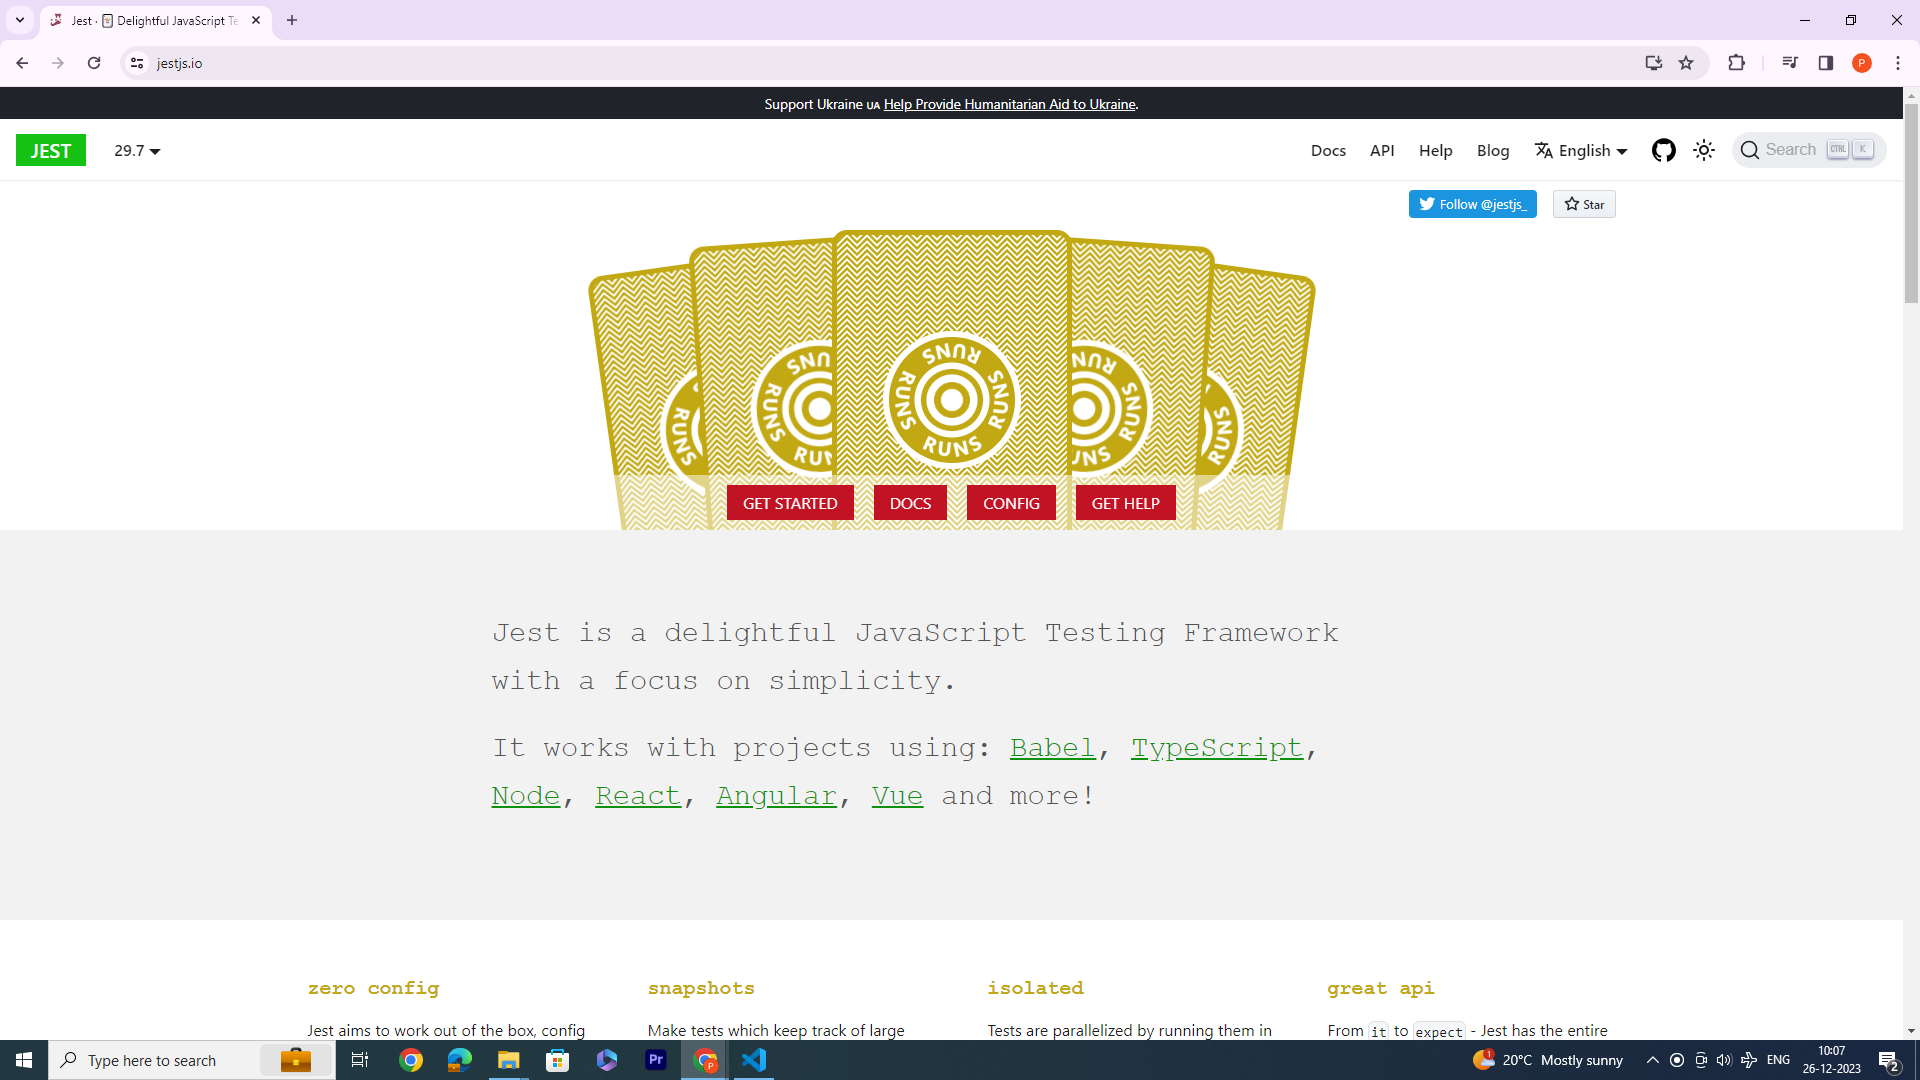 Jest · 🃏 Delightful JavaScript Te
jestjs.io
Support Ukraine UA Help Provide Humanitarian Aid to Ukraine.
JEST
29.7
Docs
API
Help
Blog
English
Search
CTRL
K
Follow @jestjs_
Star
RUNS RUNS RUNS RUNS
GET STARTED
DOCS
CONFIG
GET HELP
Jest is a delightful JavaScript Testing Framework
with a focus on simplicity.
It works with projects using: Babel, TypeScript,
Node, React, Angular, Vue and more!
zero config
snapshots
isolated
great api
Jest aims to work out of the box, config
Make tests which keep track of large
Tests are parallelized by running them in
From it to expect - Jest has the entire
Type here to search
Pr
P
1
20°C Mostly sunny
ENG
10:07
26-12-2023
2